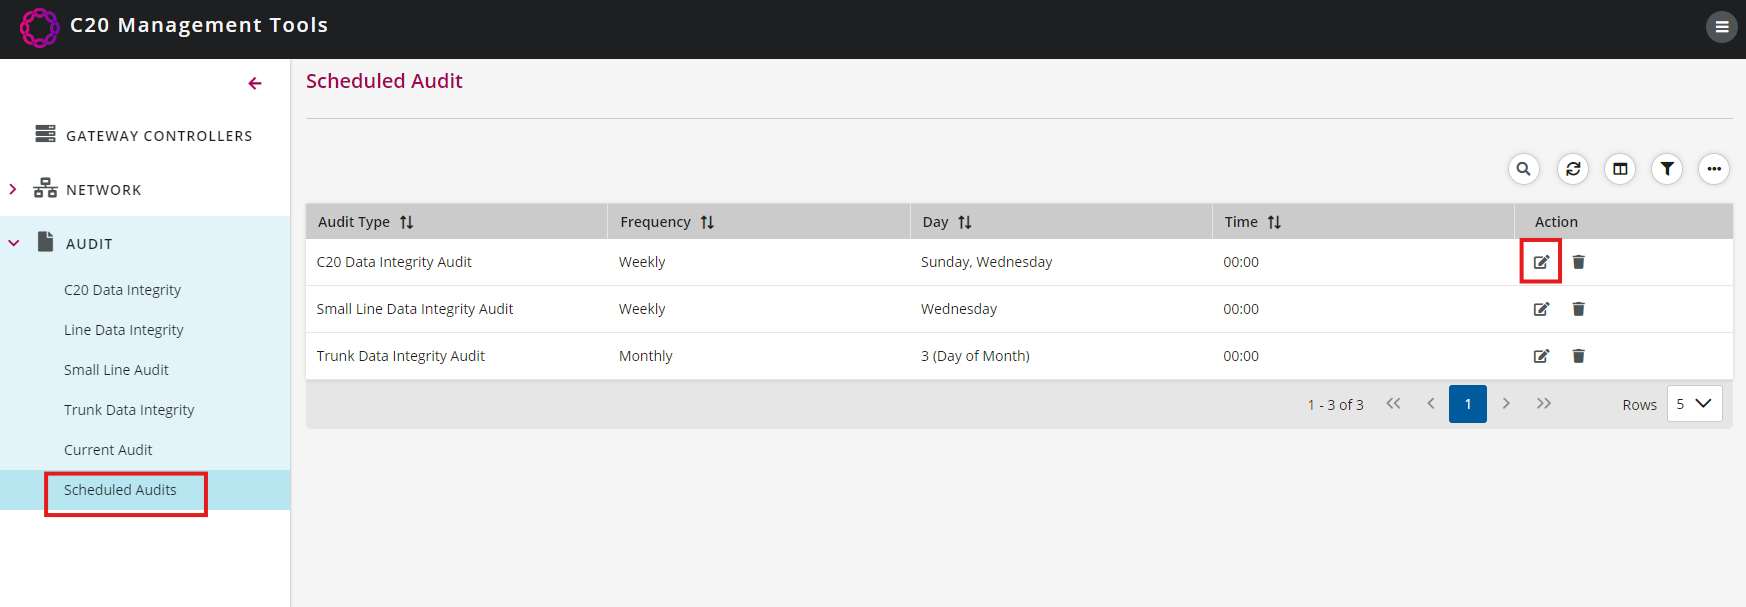 C20 Management Tools
Scheduled Audit
GATEWAY CONTROLLERS
NETWORK
AUDIT
C20 Data Integrity
Line Data Integrity
Small Line Audit
Trunk Data Integrity
Current Audit
Scheduled Audits
Audit Type Frequency Day Time Action
C20 Data Integrity Audit Weekly Sunday, Wednesday 00:00
Small Line Data Integrity Audit Weekly Wednesday 00:00
Trunk Data Integrity Audit Monthly 3 (Day of Month) 00:00
1 - 3 of 3 1 Rows 5